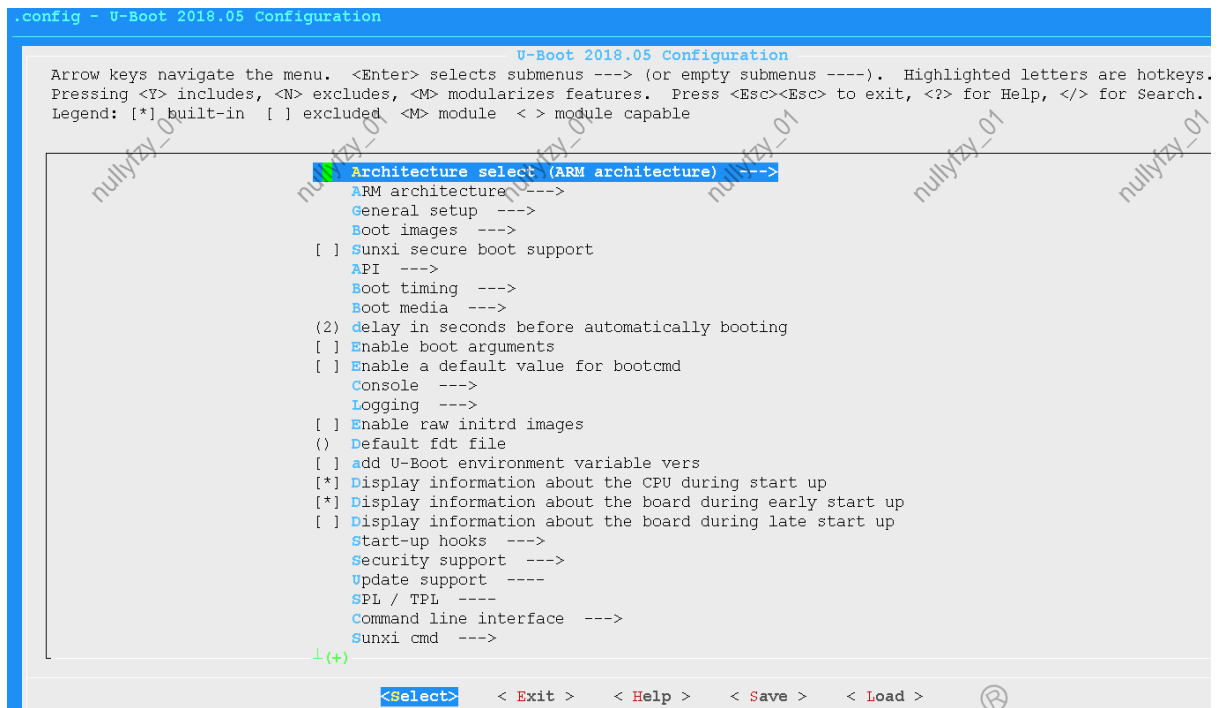 .config - U-Boot 2018.05 Configuration
U-Boot 2018.05 Configuration
Arrow keys navigate the menu.  <Enter> selects submenus ---> (or empty submenus ----).  Highlighted letters are hotkeys.
Pressing <Y> includes, <N> excludes, <M> modularizes features.  Press <Esc><Esc> to exit, <?> for Help, </> for Search.
Legend: [*] built-in  [ ] excluded  <M> module  < > module capable
nullyfzy_01 nullyfzy_01 nullyfzy_01 nullyfzy_01 nullyfzy_01 nullyfzy_01
Architecture select (ARM architecture)  --->
ARM architecture  --->
General setup  --->
Boot images  --->
[ ] Sunxi secure boot support
API  --->
Boot timing  --->
Boot media  --->
(2) delay in seconds before automatically booting
[ ] Enable boot arguments
[ ] Enable a default value for bootcmd
Console  --->
Logging  --->
[ ] Enable raw initrd images
()  Default fdt file
[ ] add U-Boot environment variable vers
[*] Display information about the CPU during start up
[*] Display information about the board during early start up
[ ] Display information about the board during late start up
Start-up hooks  --->
Security support  --->
Update support  ----
SPL / TPL  ----
Command line interface  --->
Sunxi cmd  --->
┴(+)
<Select>    < Exit >    < Help >    < Save >    < Load >
®